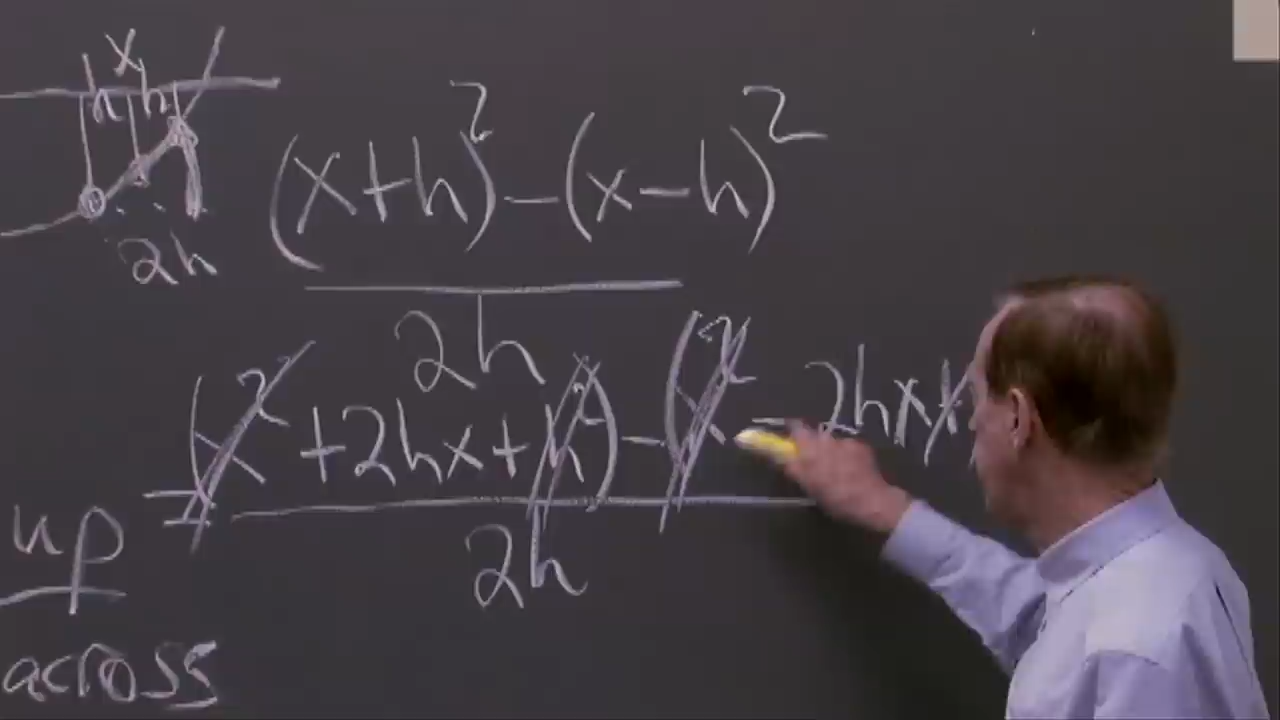 x
h h
2h
(x+h)² − (x−h)²
2h
= (x² + 2hx + h²) − (x² − 2hx +
2h
up
across